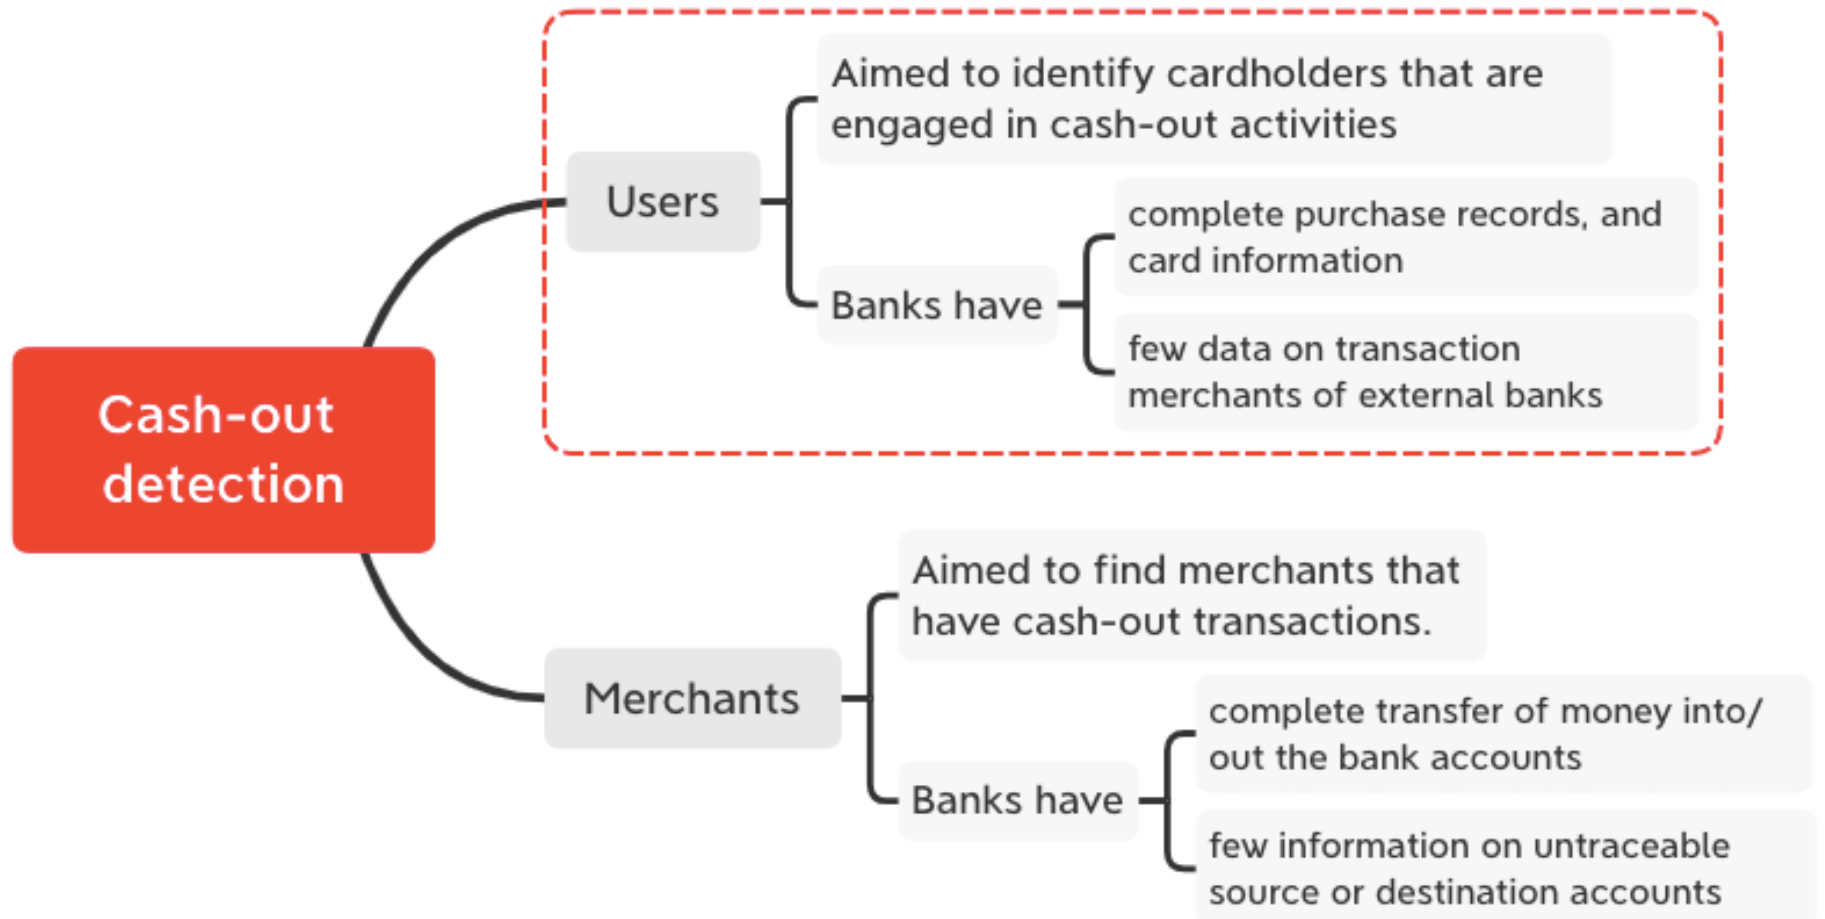 Cash-out
detection
Users
Aimed to identify cardholders that are
engaged in cash-out activities
Banks have
complete purchase records, and
card information
few data on transaction
merchants of external banks
Merchants
Aimed to find merchants that
have cash-out transactions.
Banks have
complete transfer of money into/
out the bank accounts
few information on untraceable
source or destination accounts